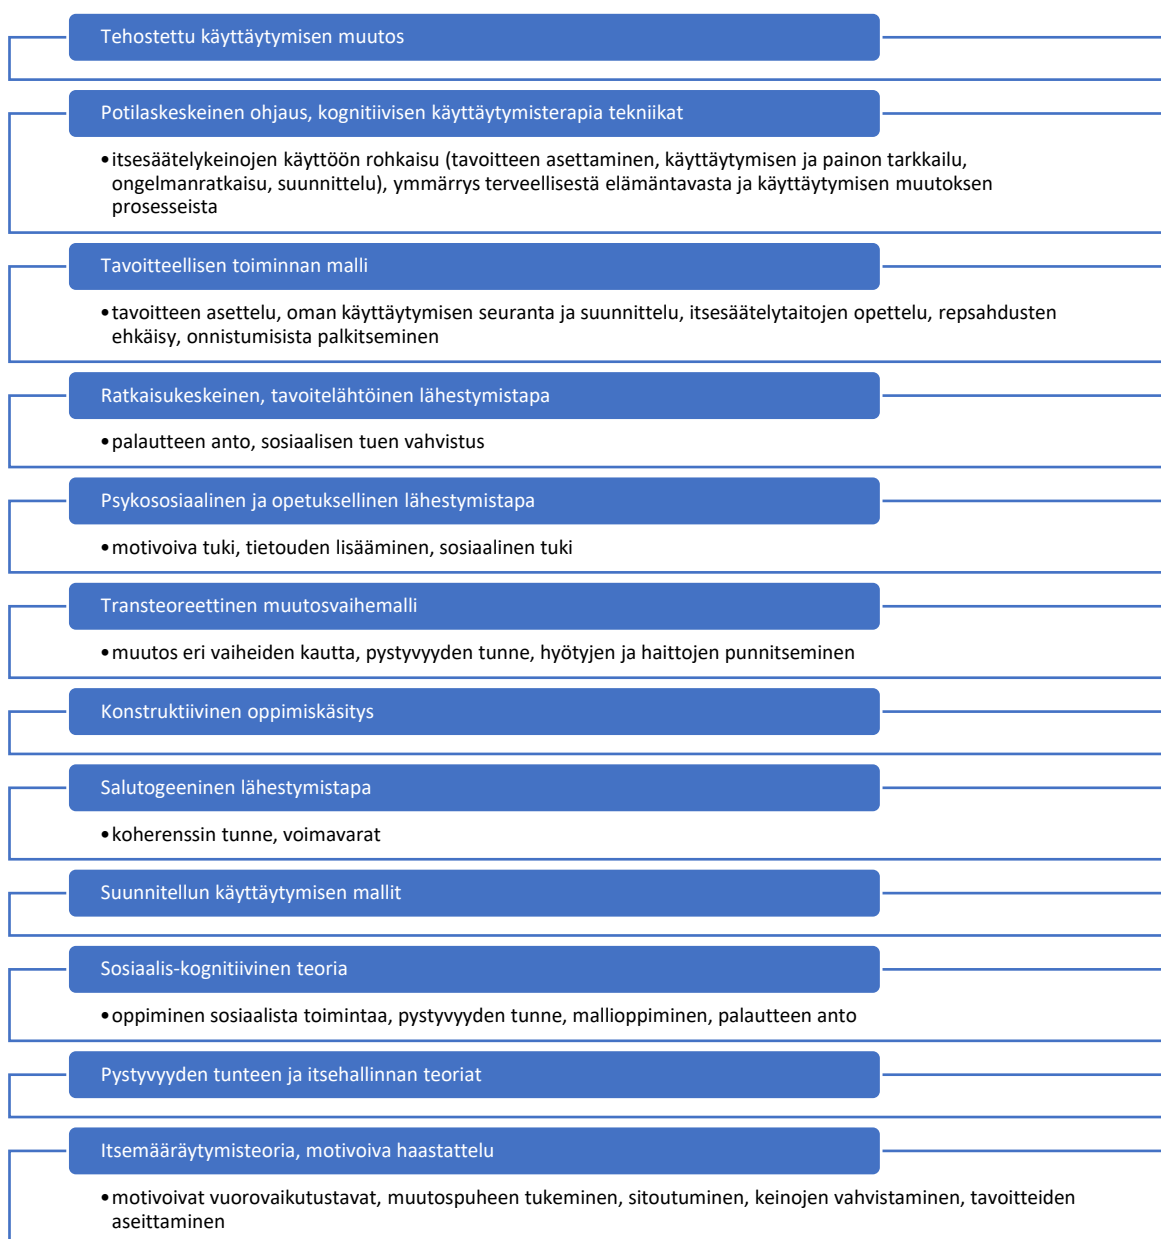 Tehostettu käyttäytymisen muutos
Potilaskeskeinen ohjaus, kognitiivisen käyttäytymisterapia tekniikat
•itsesäätelykeinojen käyttöön rohkaisu (tavoitteen asettaminen, käyttäytymisen ja painon tarkkailu,
ongelmanratkaisu, suunnittelu), ymmärrys terveellisestä elämäntavasta ja käyttäytymisen muutoksen
prosesseista
Tavoitteellisen toiminnan malli
•tavoitteen asettelu, oman käyttäytymisen seuranta ja suunnittelu, itsesäätelytaitojen opettelu, repsahdusten
ehkäisy, onnistumisista palkitseminen
Ratkaisukeskeinen, tavoitelähtöinen lähestymistapa
•palautteen anto, sosiaalisen tuen vahvistus
Psykososiaalinen ja opetuksellinen lähestymistapa
•motivoiva tuki, tietouden lisääminen, sosiaalinen tuki
Transteoreettinen muutosvaihemalli
•muutos eri vaiheiden kautta, pystyvyyden tunne, hyötyjen ja haittojen punnitseminen
Konstruktiivinen oppimiskäsitys
Salutogeeninen lähestymistapa
•koherenssin tunne, voimavarat
Suunnitellun käyttäytymisen mallit
Sosiaalis-kognitiivinen teoria
•oppiminen sosiaalista toimintaa, pystyvyyden tunne, mallioppiminen, palautteen anto
Pystyvyyden tunteen ja itsehallinnan teoriat
Itsemääräytymisteoria, motivoiva haastattelu
•motivoivat vuorovaikutustavat, muutospuheen tukeminen, sitoutuminen, keinojen vahvistaminen, tavoitteiden
aseittaminen